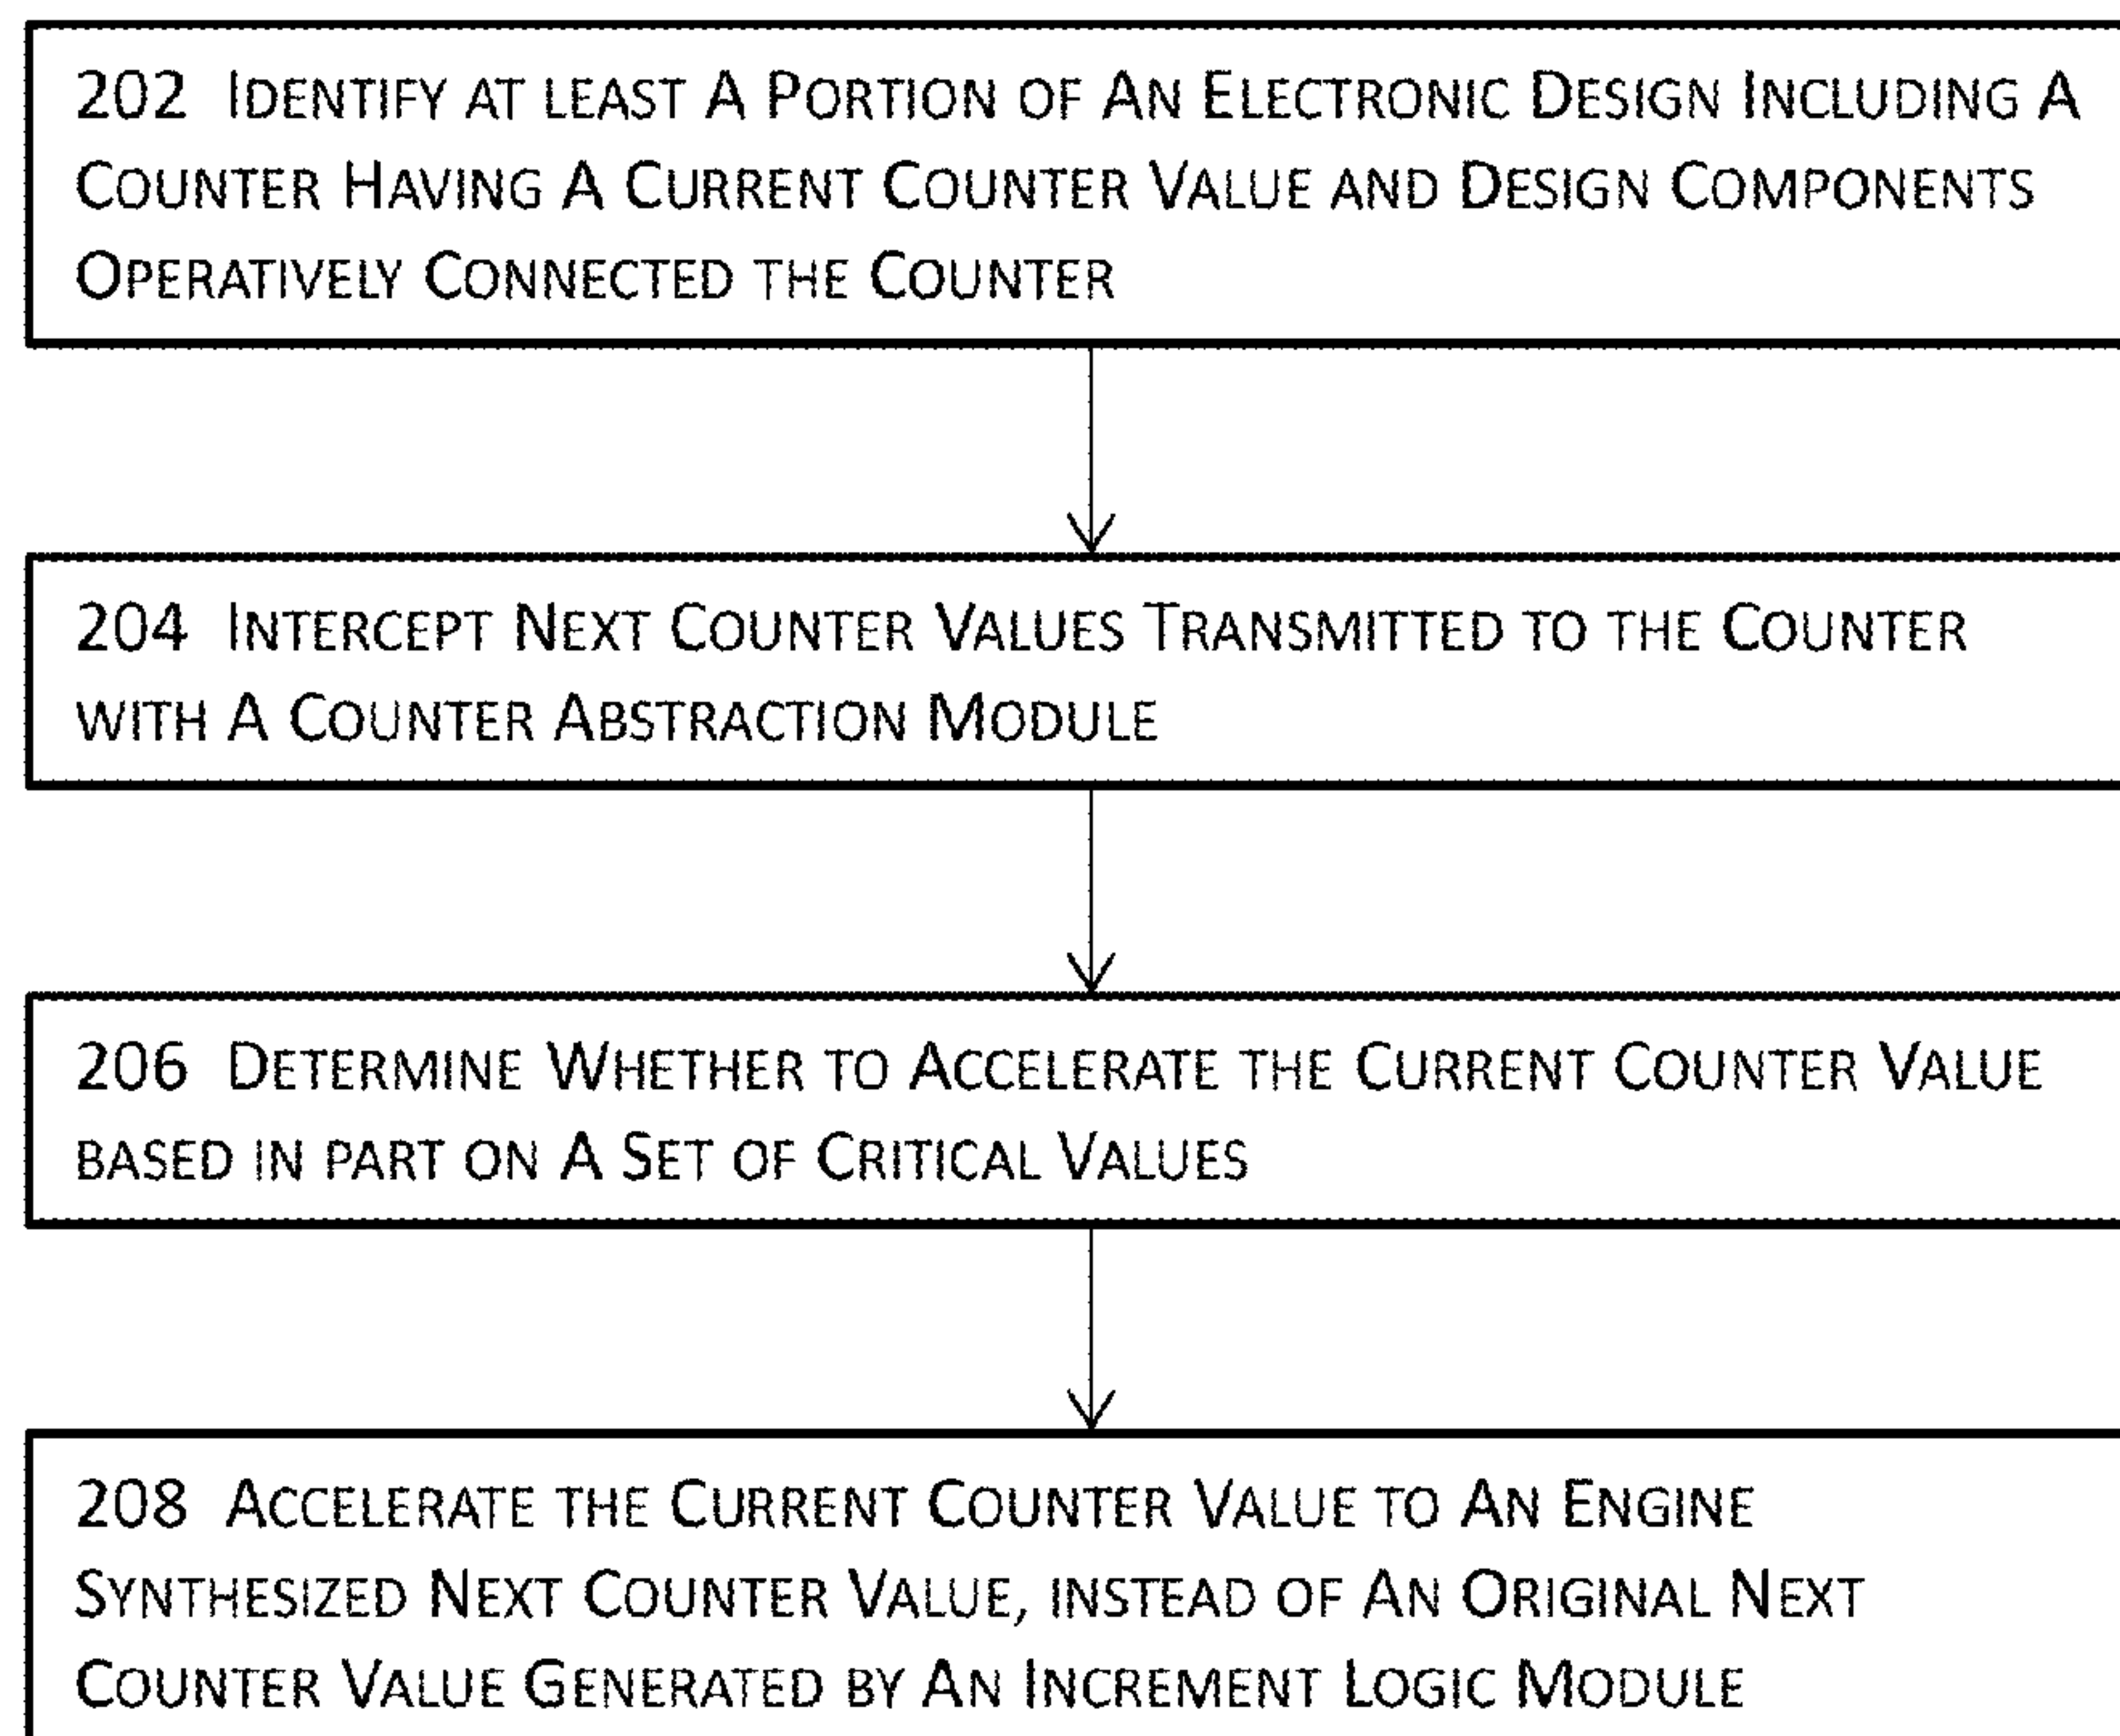 202 IDENTIFY AT LEAST A PORTION OF AN ELECTRONIC DESIGN INCLUDING A
COUNTER HAVING A CURRENT COUNTER VALUE AND DESIGN COMPONENTS
OPERATIVELY CONNECTED THE COUNTER
204 INTERCEPT NEXT COUNTER VALUES TRANSMITTED TO THE COUNTER
WITH A COUNTER ABSTRACTION MODULE
206 DETERMINE WHETHER TO ACCELERATE THE CURRENT COUNTER VALUE
BASED IN PART ON A SET OF CRITICAL VALUES
208 ACCELERATE THE CURRENT COUNTER VALUE TO AN ENGINE
SYNTHESIZED NEXT COUNTER VALUE, INSTEAD OF AN ORIGINAL NEXT
COUNTER VALUE GENERATED BY AN INCREMENT LOGIC MODULE